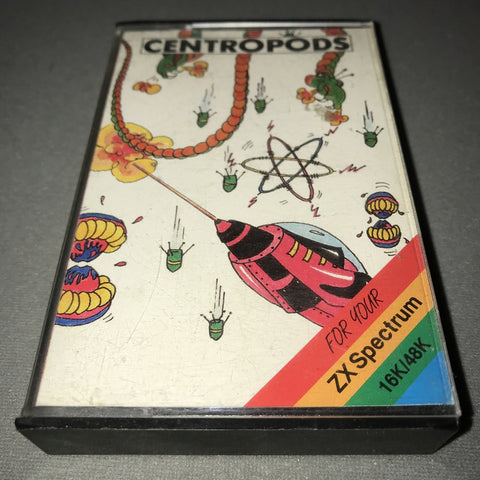 CENTROPODS
FOR YOUR
ZX Spectrum
16K/48K